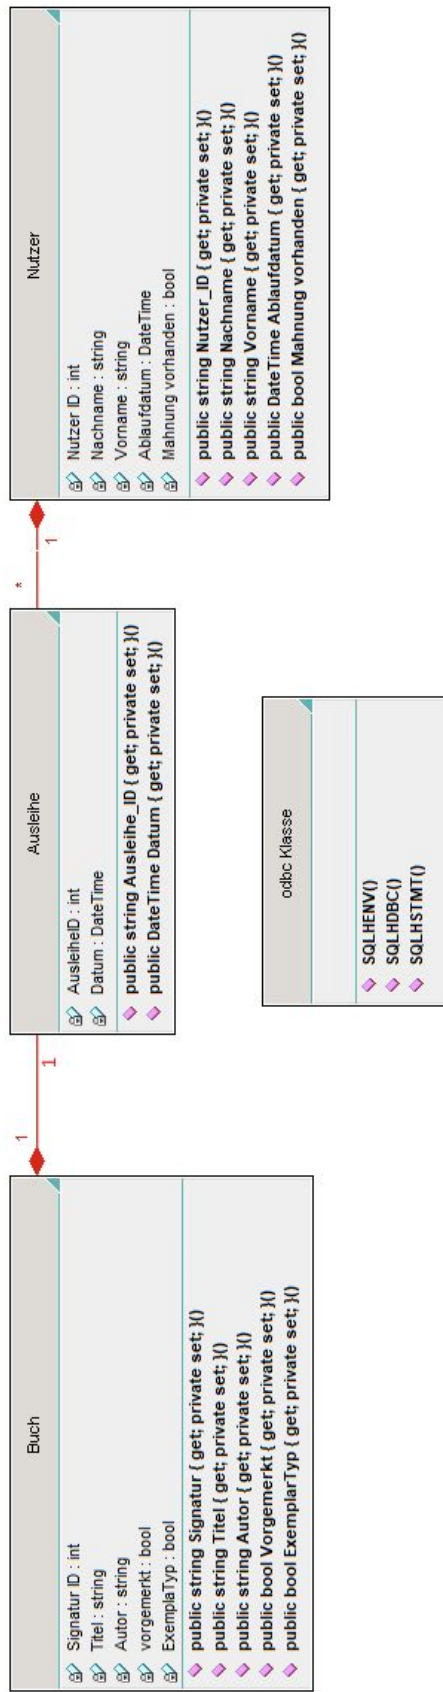 Buch
Signatur ID : int
Titel : string
Autor : string
vorgemerkt : bool
ExemplaTyp : bool
public string Signatur { get; private set; }()
public string Titel { get; private set; }()
public string Autor { get; private set; }()
public bool Vorgemerkt { get; private set; }()
public bool ExemplarTyp { get; private set; }()
1
1
Ausleihe
AusleiheID : int
Datum : DateTime
public string Ausleihe_ID { get; private set; }()
public DateTime Datum { get; private set; }()
*
1
Nutzer
Nutzer ID : int
Nachname : string
Vorname : string
Ablaufdatum : DateTime
Mahnung vorhanden : bool
public string Nutzer_ID { get; private set; }()
public string Nachname { get; private set; }()
public string Vorname { get; private set; }()
public DateTime Ablaufdatum { get; private set; }()
public bool Mahnung vorhanden { get; private set; }()
odbc Klasse
SQLHENV()
SQLHDBC()
SQLHSTMT()